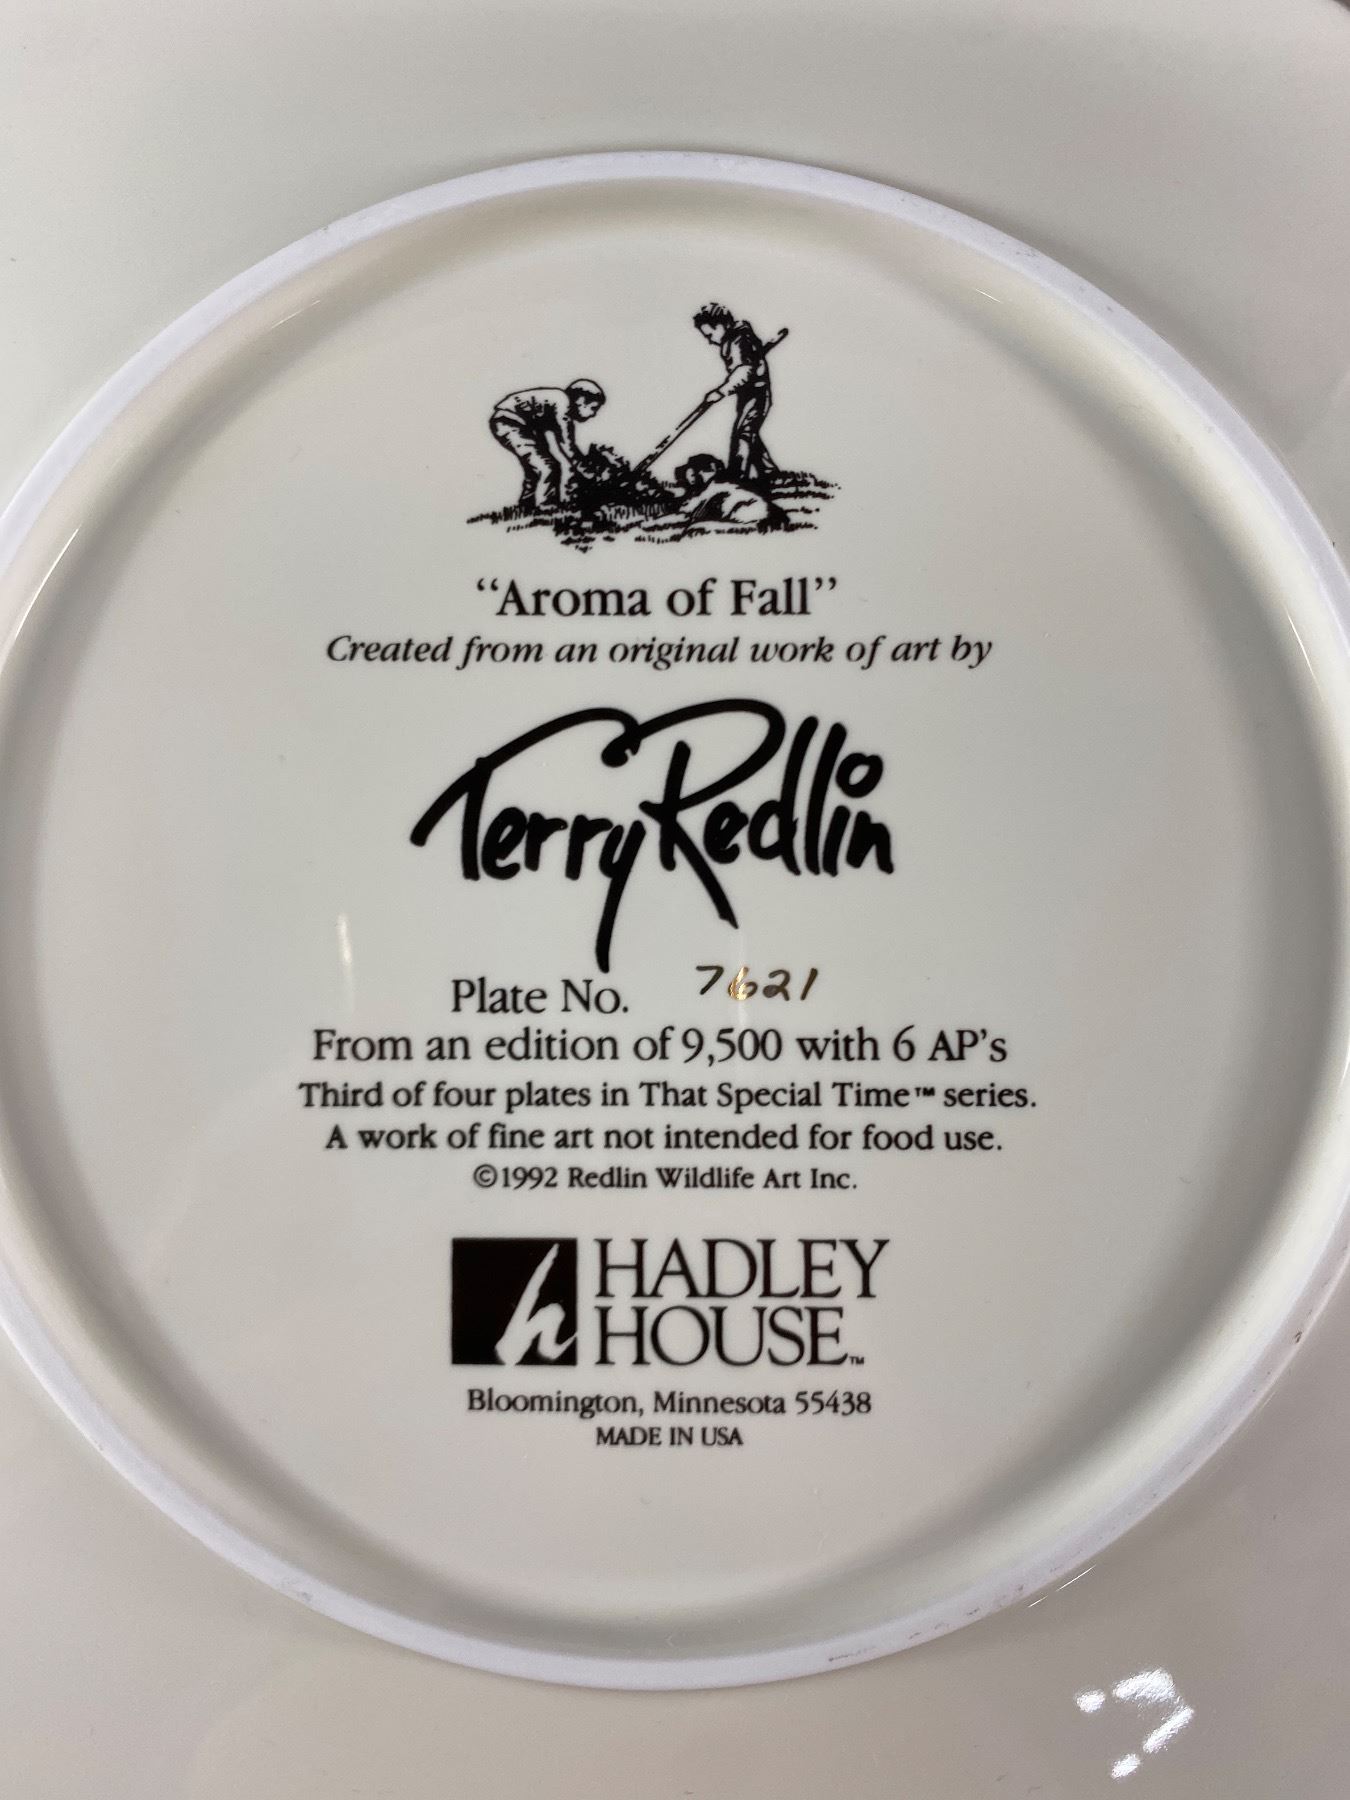 “Aroma of Fall”
Created from an original work of art by
Terry Redlin
Plate No. 7621
From an edition of 9,500 with 6 AP’s
Third of four plates in That Special Time™ series.
A work of fine art not intended for food use.
©1992 Redlin Wildlife Art Inc.
h HADLEY
HOUSE™
Bloomington, Minnesota 55438
MADE IN USA